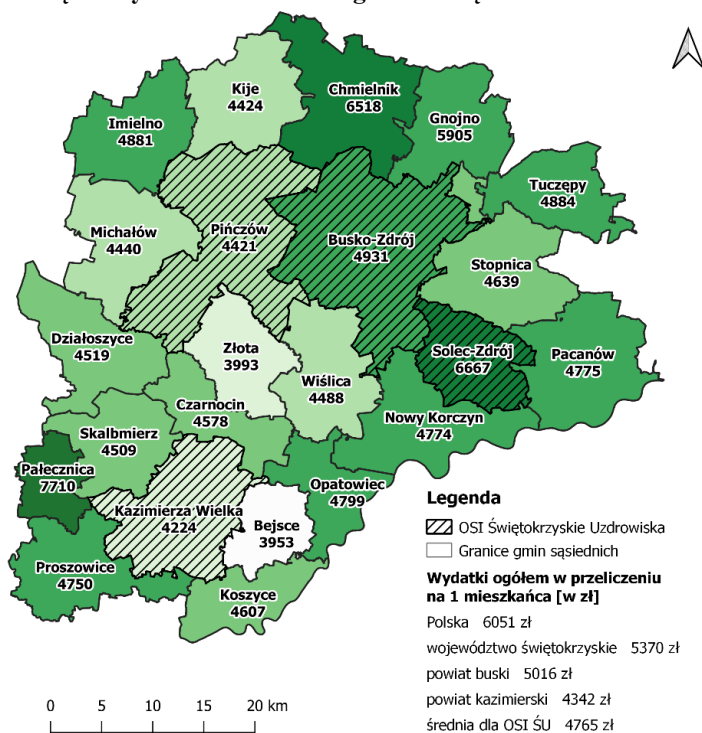 Kije
4424
Chmielnik
6518
Gnojno
5905
Imielno
4881
Tuczępy
4884
Michałów
4440
Pińczów
4421
Busko-Zdrój
4931
Stopnica
4639
Działoszyce
4519
Złota
3993
Solec-Zdrój
6667
Pacanów
4775
Wiślica
4488
Czarnocin
4578
Nowy Korczyn
4774
Skalbmierz
4509
Pałecznica
7710
Opatowiec
4799
Kazimierza Wielka
4224
Bejsce
3953
Proszowice
4750
Koszyce
4607
Legenda
OSI Świętokrzyskie Uzdrowiska
Granice gmin sąsiednich
Wydatki ogółem w przeliczeniu
na 1 mieszkańca [w zł]
Polska 6051 zł
województwo świętokrzyskie 5370 zł
powiat buski 5016 zł
powiat kazimierski 4342 zł
średnia dla OSI ŚU 4765 zł
0 5 10 15 20 km